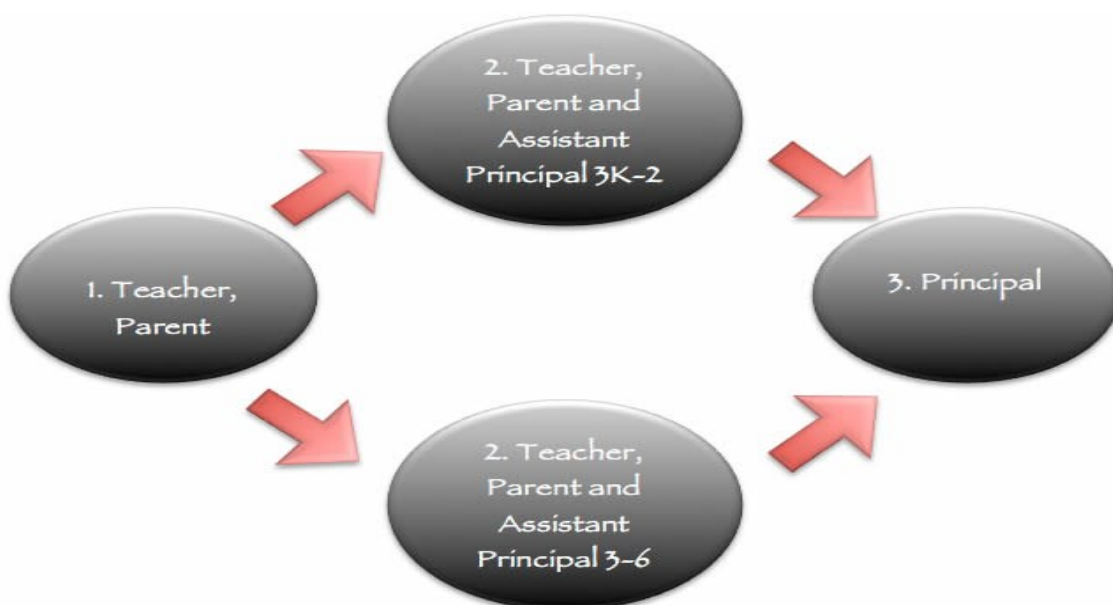 1. Teacher,
Parent
2. Teacher,
Parent and
Assistant
Principal 3K-2
2. Teacher,
Parent and
Assistant
Principal 3-6
3. Principal